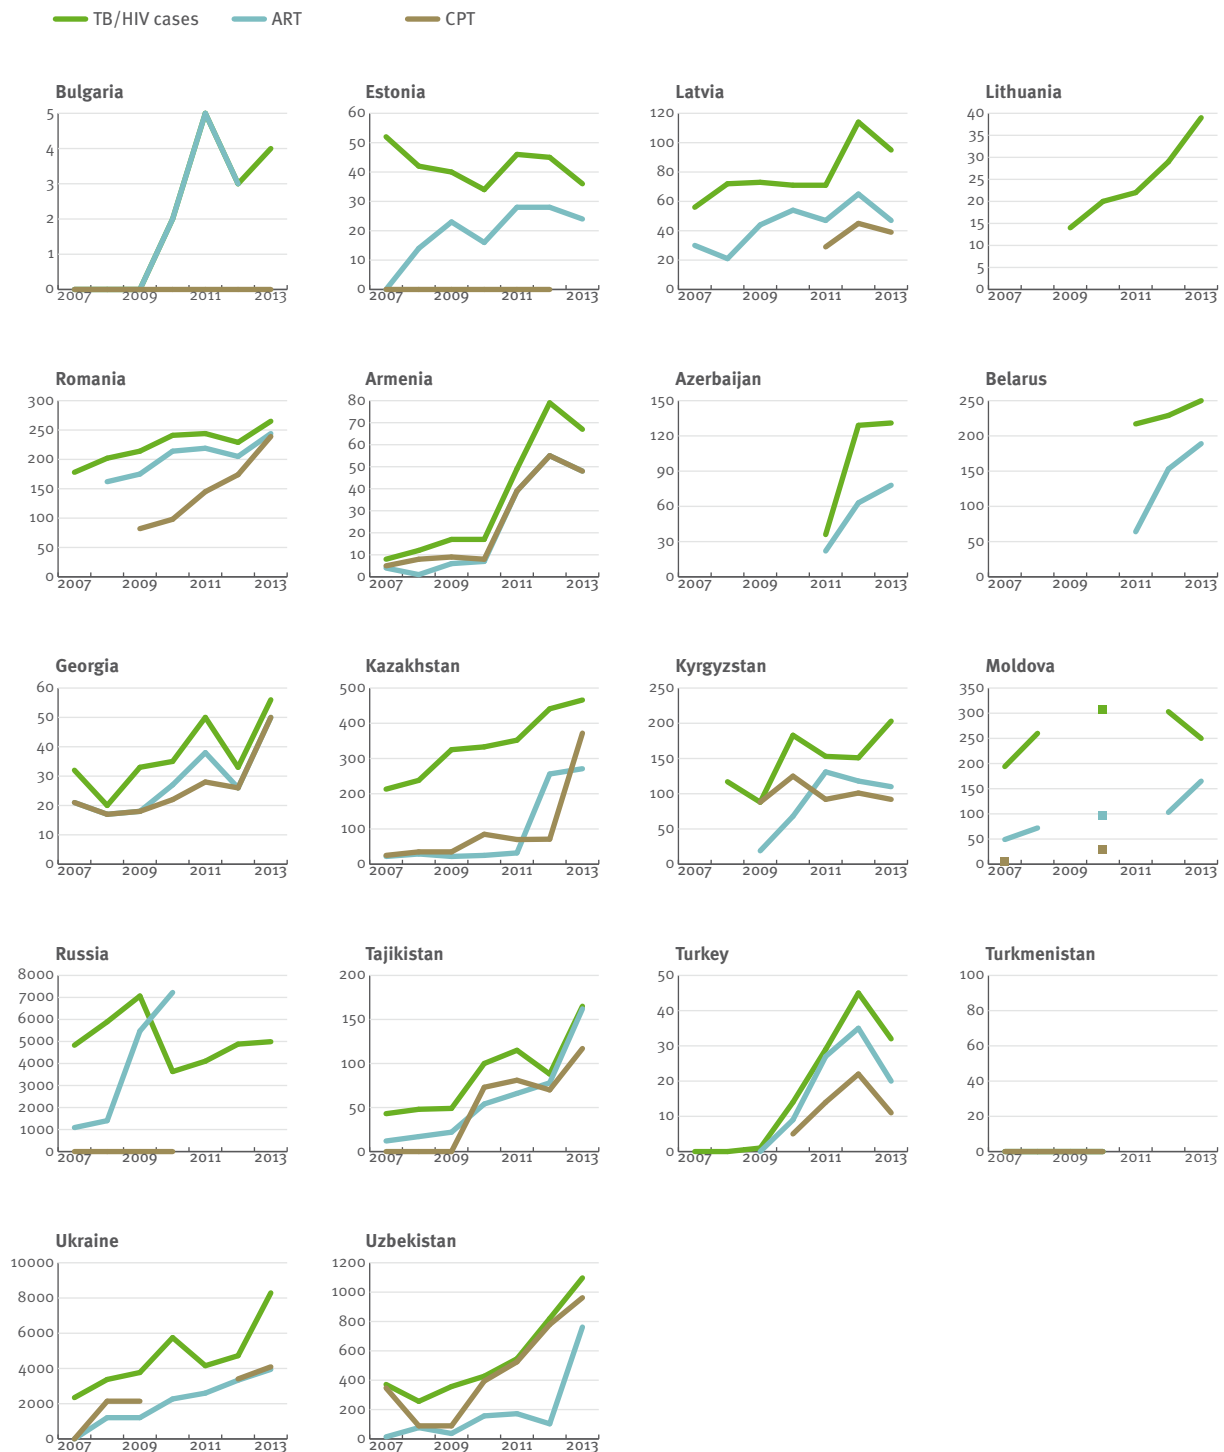 TB/HIV cases ART CPT
Bulgaria Estonia Latvia Lithuania
5 60 120 40
35
50 100
4 30
40 80
3 25
30 60 20
2 15
20 40
10
1 10 20
5
0 0 0 0
2007 2009 2011 2013 2007 2009 2011 2013 2007 2009 2011 2013 2007 2009 2011 2013
Romania Armenia Azerbaijan Belarus
300 80 150 250
70
250 120 200
60
200 50 90 150
150 40
60 100
100 30
20
50 30 50
10
0 0 0 0
2007 2009 2011 2013 2007 2009 2011 2013 2007 2009 2011 2013 2007 2009 2011 2013
Georgia Kazakhstan Kyrgyzstan Moldova
60 500 250 350
50 400 200 300
40 250
300 150 200
30
200 100 150
20 100
10 100 50 50
0 0 0 0
2007 2009 2011 2013 2007 2009 2011 2013 2007 2009 2011 2013 2007 2009 2011 2013
Russia Tajikistan Turkey Turkmenistan
8000 200 50 100
7000
6000 150 40 80
5000 30 60
4000 100
3000 20 40
2000 50
1000 10 20
0 0 0 0
2007 2009 2011 2013 2007 2009 2011 2013 2007 2009 2011 2013 2007 2009 2011 2013
Ukraine Uzbekistan
10000 1200
8000 1000
6000 800
600
4000
400
2000 200
0 0
2007 2009 2011 2013 2007 2009 2011 2013